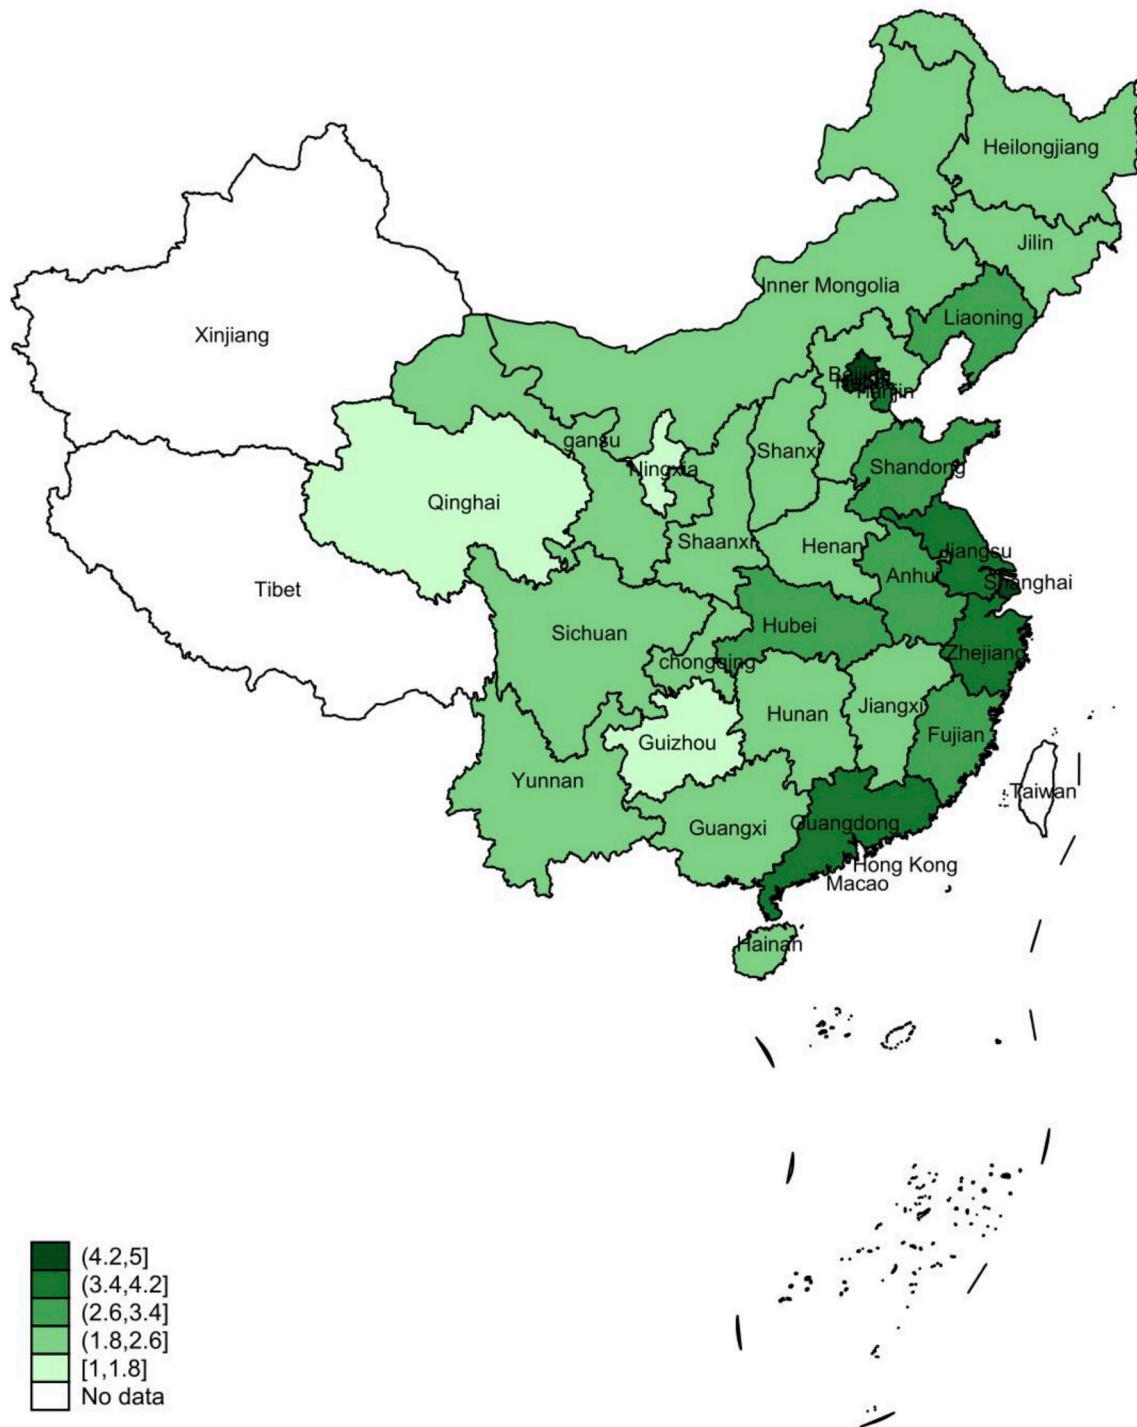 Heilongjiang
Jilin
Inner Mongolia
Liaoning
Xinjiang
Beijing
Tianjin
gansu
Shanxi
Ningxia
Shandong
Qinghai
Shaanxi
Henan
Jiangsu
Anhui
Shanghai
Tibet
Sichuan
Hubei
Zhejiang
chongqing
Jiangxi
Hunan
Fujian
Guizhou
Yunnan
Taiwan
Guangxi
Guangdong
Hong Kong
Macao
Hainan
(4.2,5]
(3.4,4.2]
(2.6,3.4]
(1.8,2.6]
[1,1.8]
No data